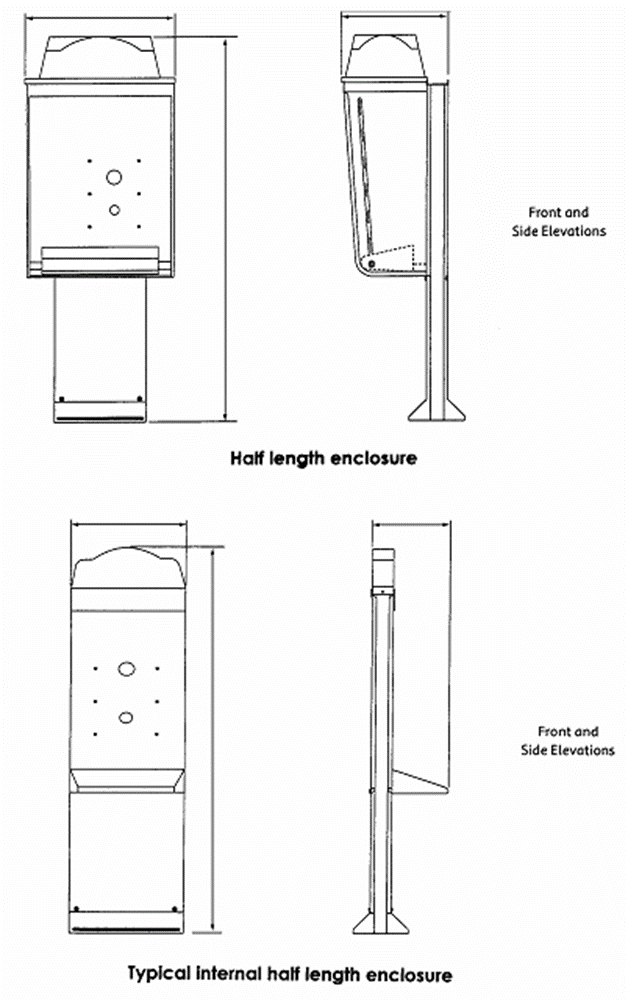 Front and
Side Elevations
Half length enclosure
Front and
Side Elevations
Typical internal half length enclosure